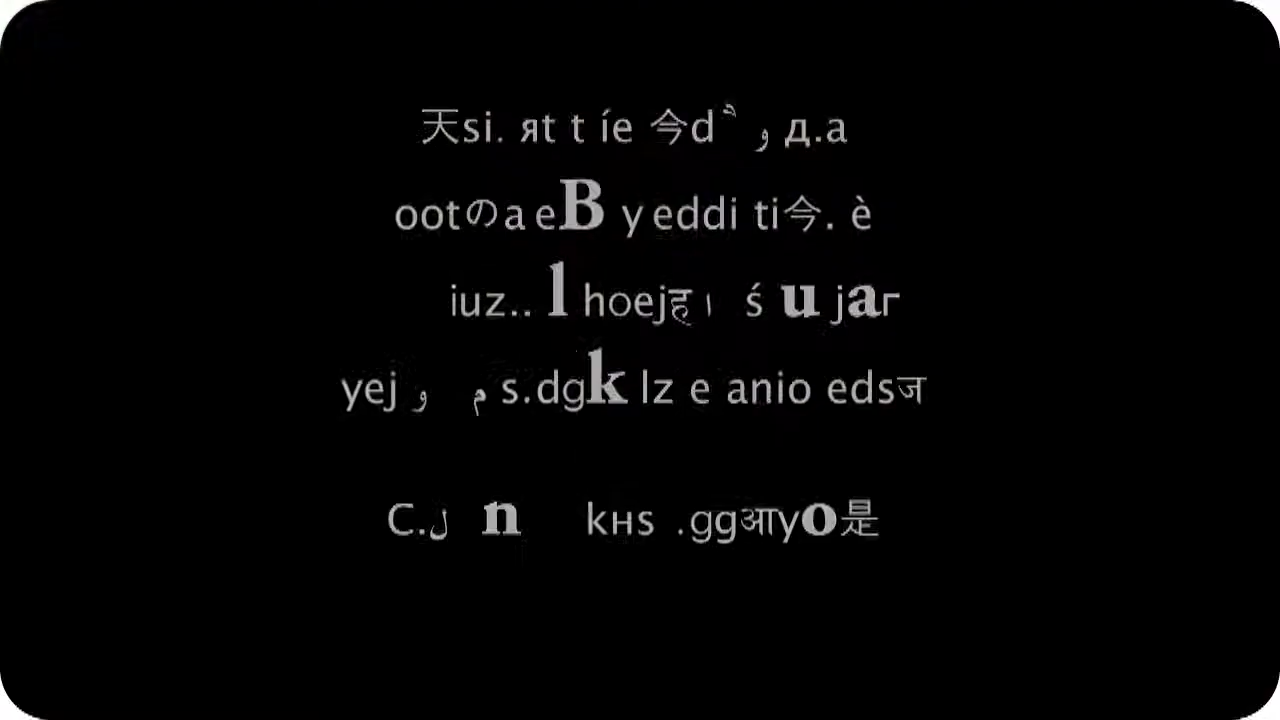 天si. яt t íe 今d ً و д.a
ootのa eB y eddi ti今. è
iuz.. l hoejह ا ś u jaг
yej و م s.dgk lz e anio edsज
C.ل n kнs .ggआyo是